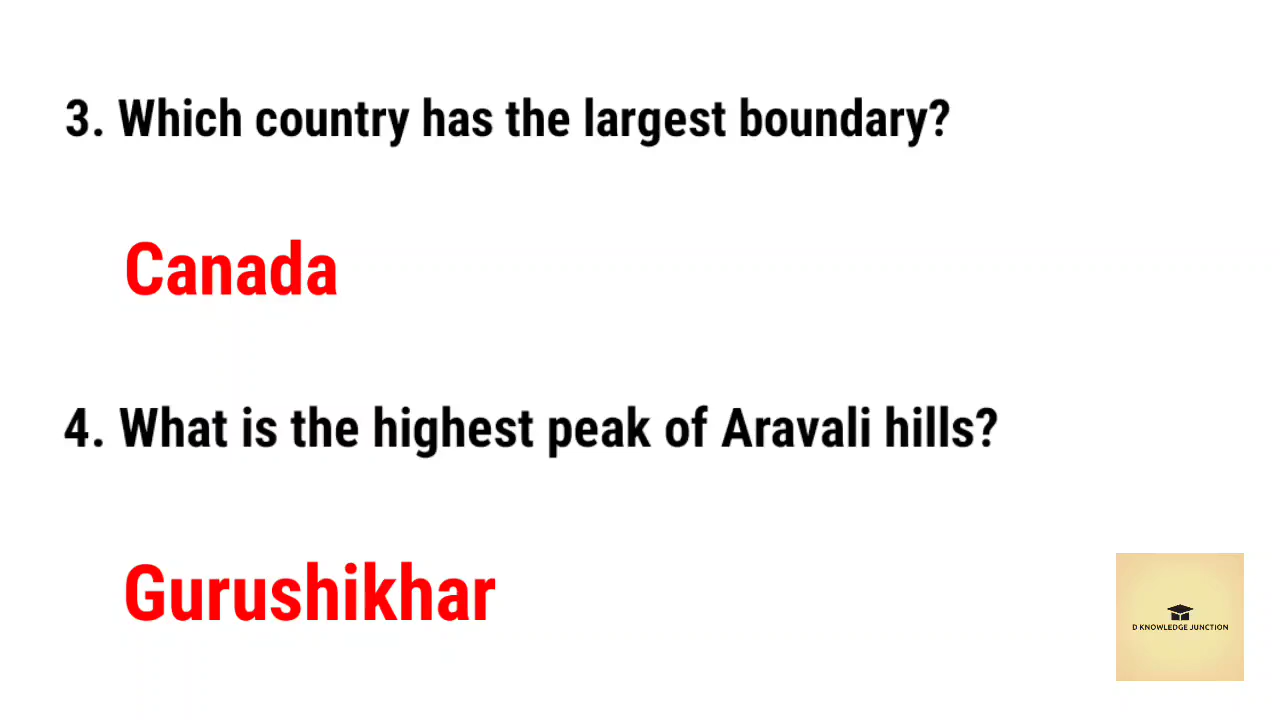 3. Which country has the largest boundary?
Canada
4. What is the highest peak of Aravali hills?
Gurushikhar
D KNOWLEDGE JUNCTION